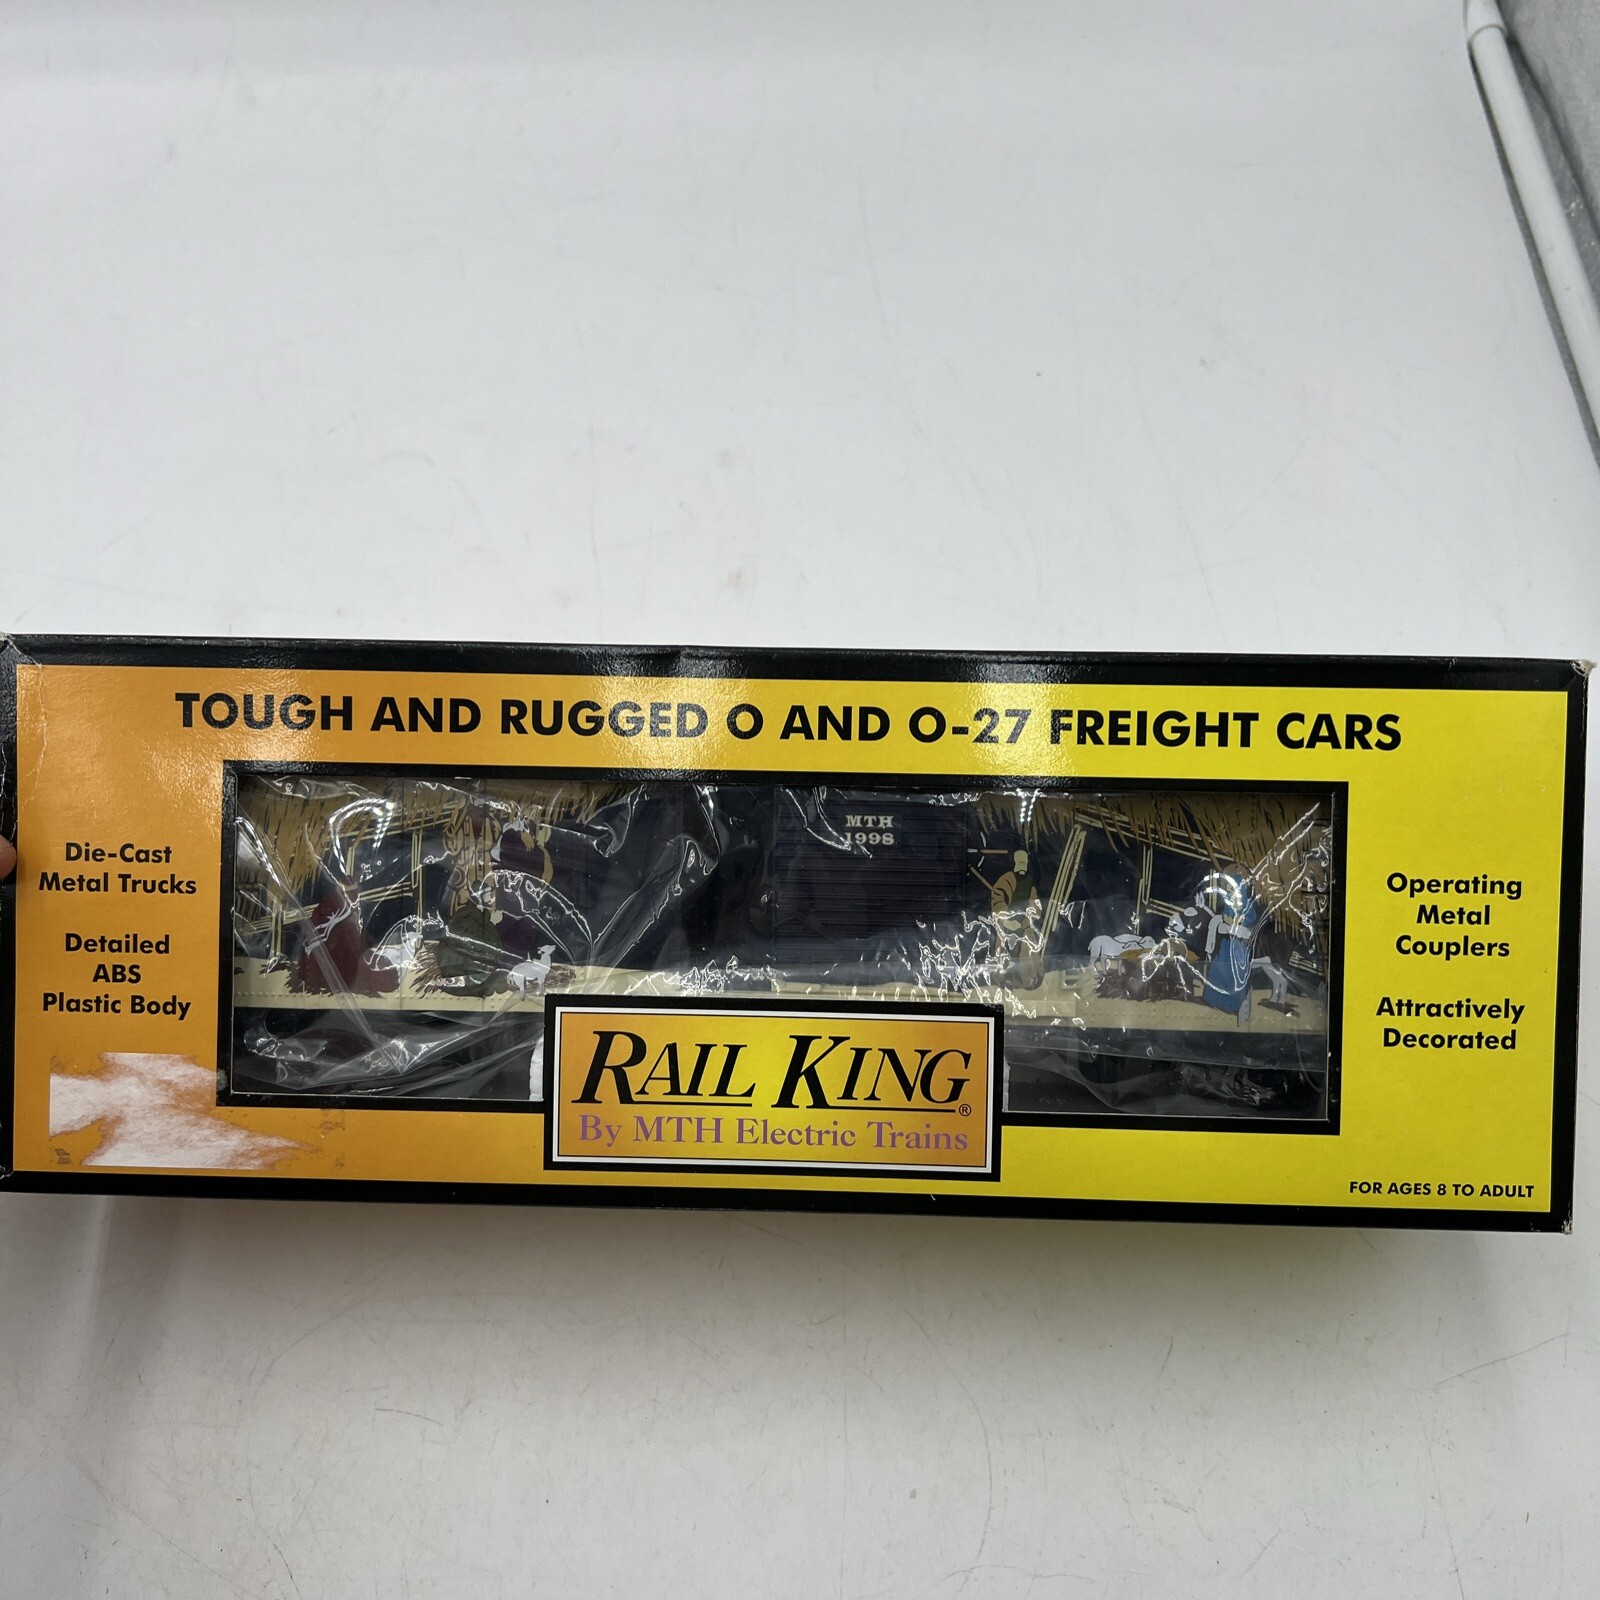 TOUGH AND RUGGED O AND O-27 FREIGHT CARS
Die-Cast
Metal Trucks
Detailed
ABS
Plastic Body
MTH
1998
Operating
Metal
Couplers
Attractively
Decorated
RAIL KING®
By MTH Electric Trains
FOR AGES 8 TO ADULT